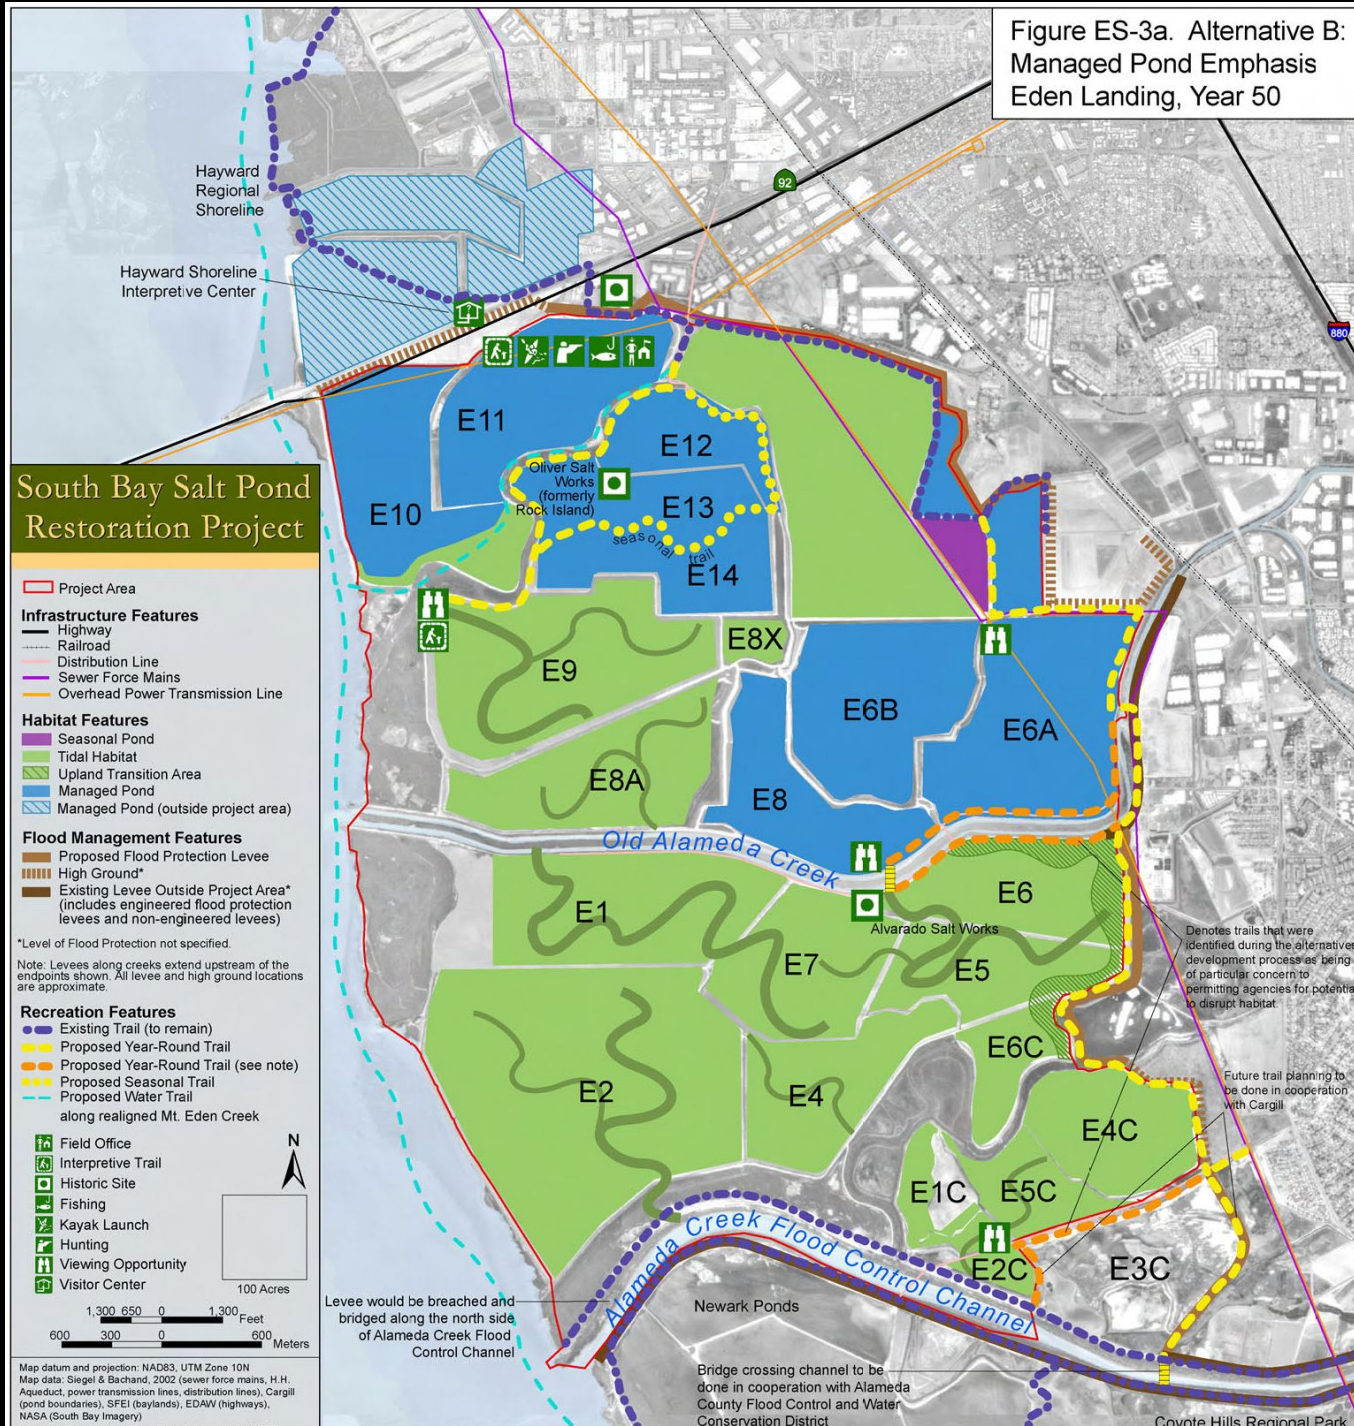 Figure ES-3a. Alternative B:
Managed Pond Emphasis
Eden Landing, Year 50
92
880
Hayward
Regional
Shoreline
Hayward Shoreline
Interpretive Center
E11
E12
Oliver Salt
Works
(formerly
Rock Island)
E10
E13
seasonal trail
E14
E9
E8X
E6B
E6A
E8A
E8
Old Alameda Creek
E1
E6
Alvarado Salt Works
E7
E5
Denotes trails that were
identified during the alternatives
development process as being
of particular concern to
permitting agencies for potential
to disrupt habitat.
E6C
E2
E4
Future trail planning to
be done in cooperation
with Cargill
E4C
E1C
E5C
E2C
E3C
Alameda Creek Flood Control Channel
Levee would be breached and
bridged along the north side
of Alameda Creek Flood
Control Channel
Newark Ponds
Bridge crossing channel to be
done in cooperation with Alameda
County Flood Control and Water
Conservation District
Coyote Hills Regional Park
South Bay Salt Pond
Restoration Project
Project Area
Infrastructure Features
Highway
Railroad
Distribution Line
Sewer Force Mains
Overhead Power Transmission Line
Habitat Features
Seasonal Pond
Tidal Habitat
Upland Transition Area
Managed Pond
Managed Pond (outside project area)
Flood Management Features
Proposed Flood Protection Levee
High Ground*
Existing Levee Outside Project Area*
(includes engineered flood protection
levees and non-engineered levees)
*Level of Flood Protection not specified.
Note: Levees along creeks extend upstream of the
endpoints shown. All levee and high ground locations
are approximate.
Recreation Features
Existing Trail (to remain)
Proposed Year-Round Trail
Proposed Year-Round Trail (see note)
Proposed Seasonal Trail
Proposed Water Trail
along realigned Mt. Eden Creek
Field Office
Interpretive Trail
Historic Site
Fishing
Kayak Launch
Hunting
Viewing Opportunity
Visitor Center
N
100 Acres
1,300 650 0 1,300 Feet
600 300 0 600 Meters
Map datum and projection: NAD83, UTM Zone 10N
Map data: Siegel & Bachand, 2002 (sewer force mains, H.H.
Aqueduct, power transmission lines, distribution lines), Cargill
(pond boundaries), SFEI (baylands), EDAW (highways),
NASA (South Bay Imagery)